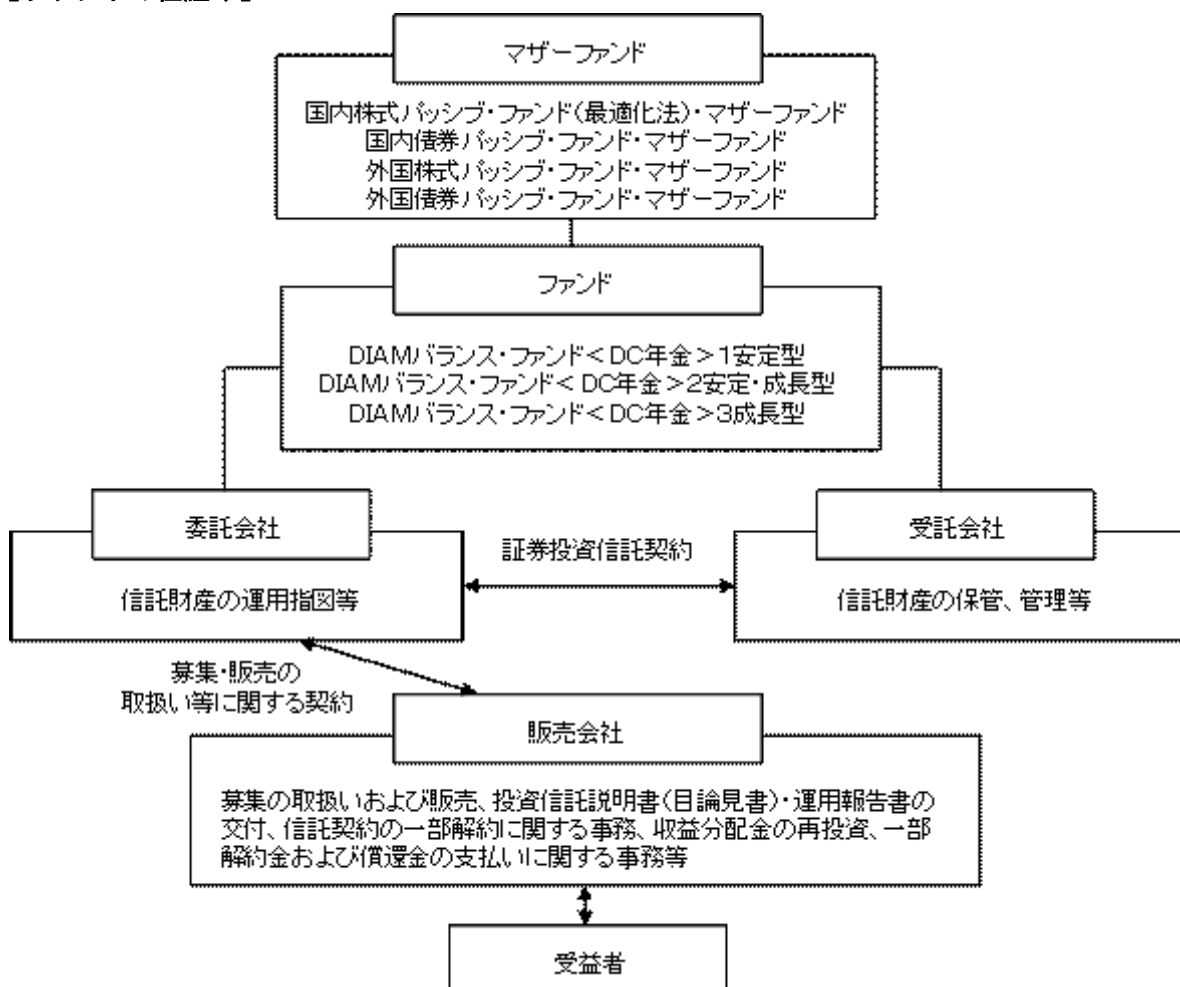 マザーファンド
国内株式パッシブ・ファンド(最適化法)・マザーファンド
国内債券パッシブ・ファンド・マザーファンド
外国株式パッシブ・ファンド・マザーファンド
外国債券パッシブ・ファンド・マザーファンド
ファンド
DIAMバランス・ファンド<DC年金>1安定型
DIAMバランス・ファンド<DC年金>2安定・成長型
DIAMバランス・ファンド<DC年金>3成長型
委託会社
信託財産の運用指図等
証券投資信託契約
受託会社
信託財産の保管、管理等
募集・販売の
取扱い等に関する契約
販売会社
募集の取扱いおよび販売、投資信託説明書(目論見書)・運用報告書の
交付、信託契約の一部解約に関する事務、収益分配金の再投資、一部
解約金および償還金の支払いに関する事務等
受益者